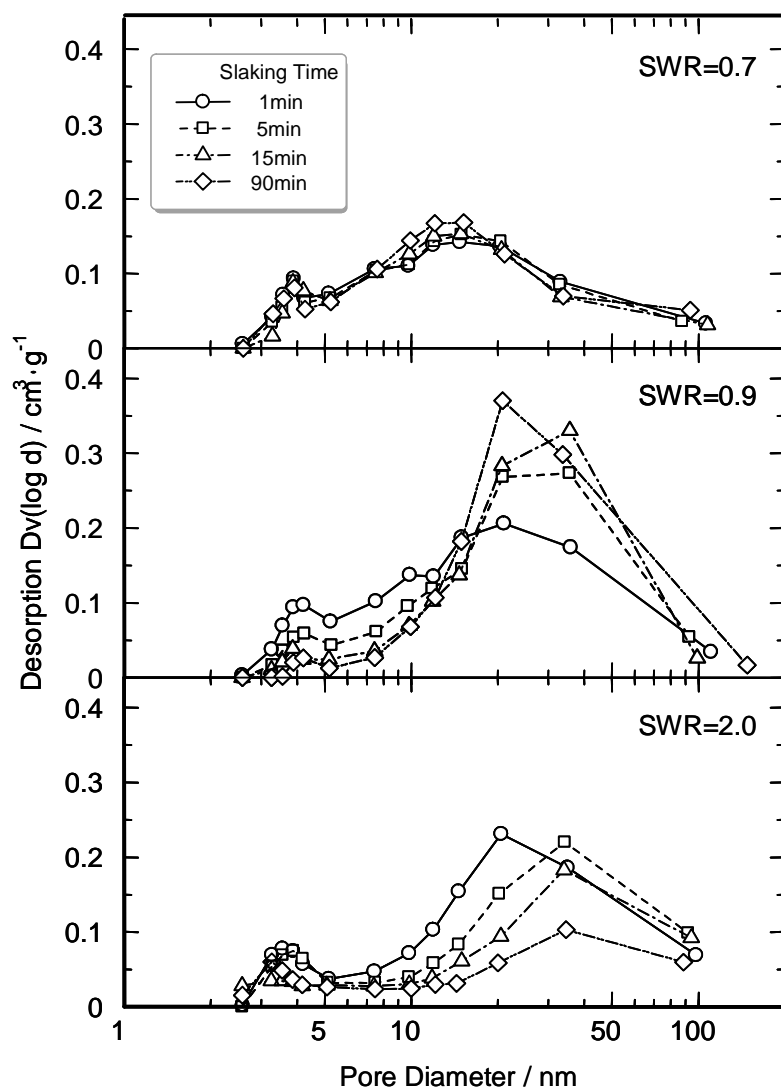 0.4
0.3
0.2
0.1
0
Slaking Time
1min
5min
15min
90min
SWR=0.7
0.4
0.3
0.2
0.1
0
SWR=0.9
0.4
0.3
0.2
0.1
0
SWR=2.0
1 5 10 50 100
Pore Diameter / nm
Desorption Dv(log d) / cm³·g⁻¹